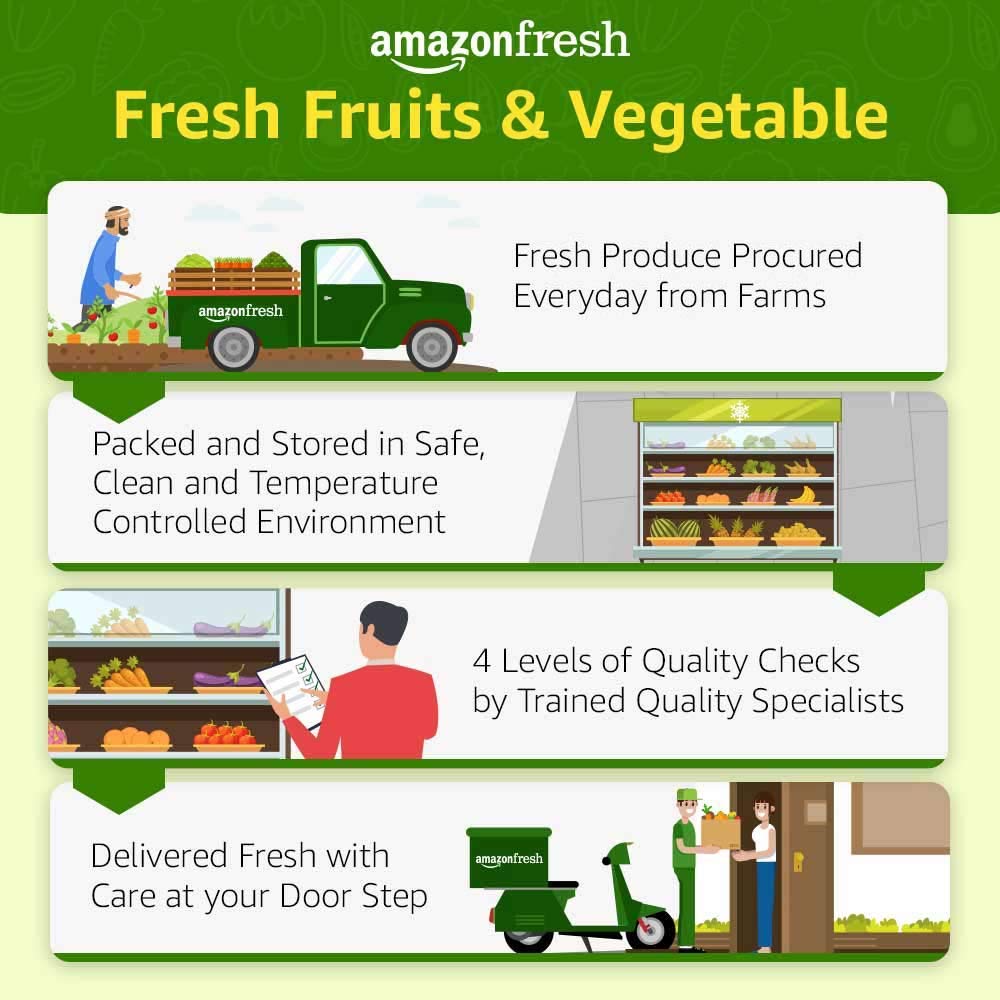 amazonfresh
Fresh Fruits & Vegetable
Fresh Produce Procured
Everyday from Farms
amazonfresh
Packed and Stored in Safe,
Clean and Temperature
Controlled Environment
4 Levels of Quality Checks
by Trained Quality Specialists
Delivered Fresh with
Care at your Door Step
amazonfresh